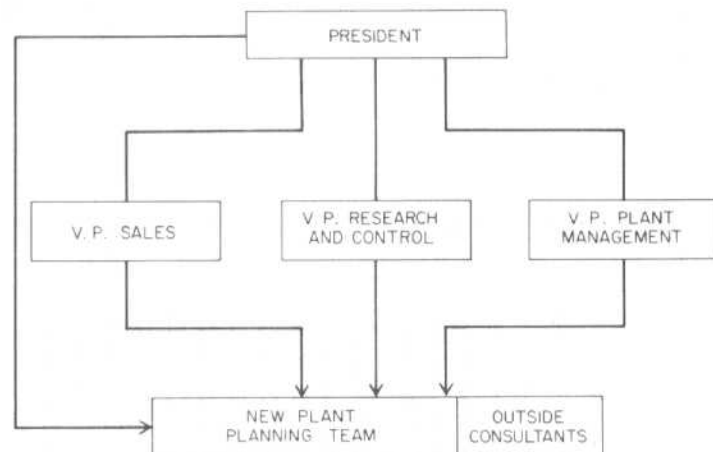 PRESIDENT
V. P. SALES
V. P. RESEARCH
AND CONTROL
V. P. PLANT
MANAGEMENT
NEW PLANT
PLANNING TEAM
OUTSIDE
CONSULTANTS